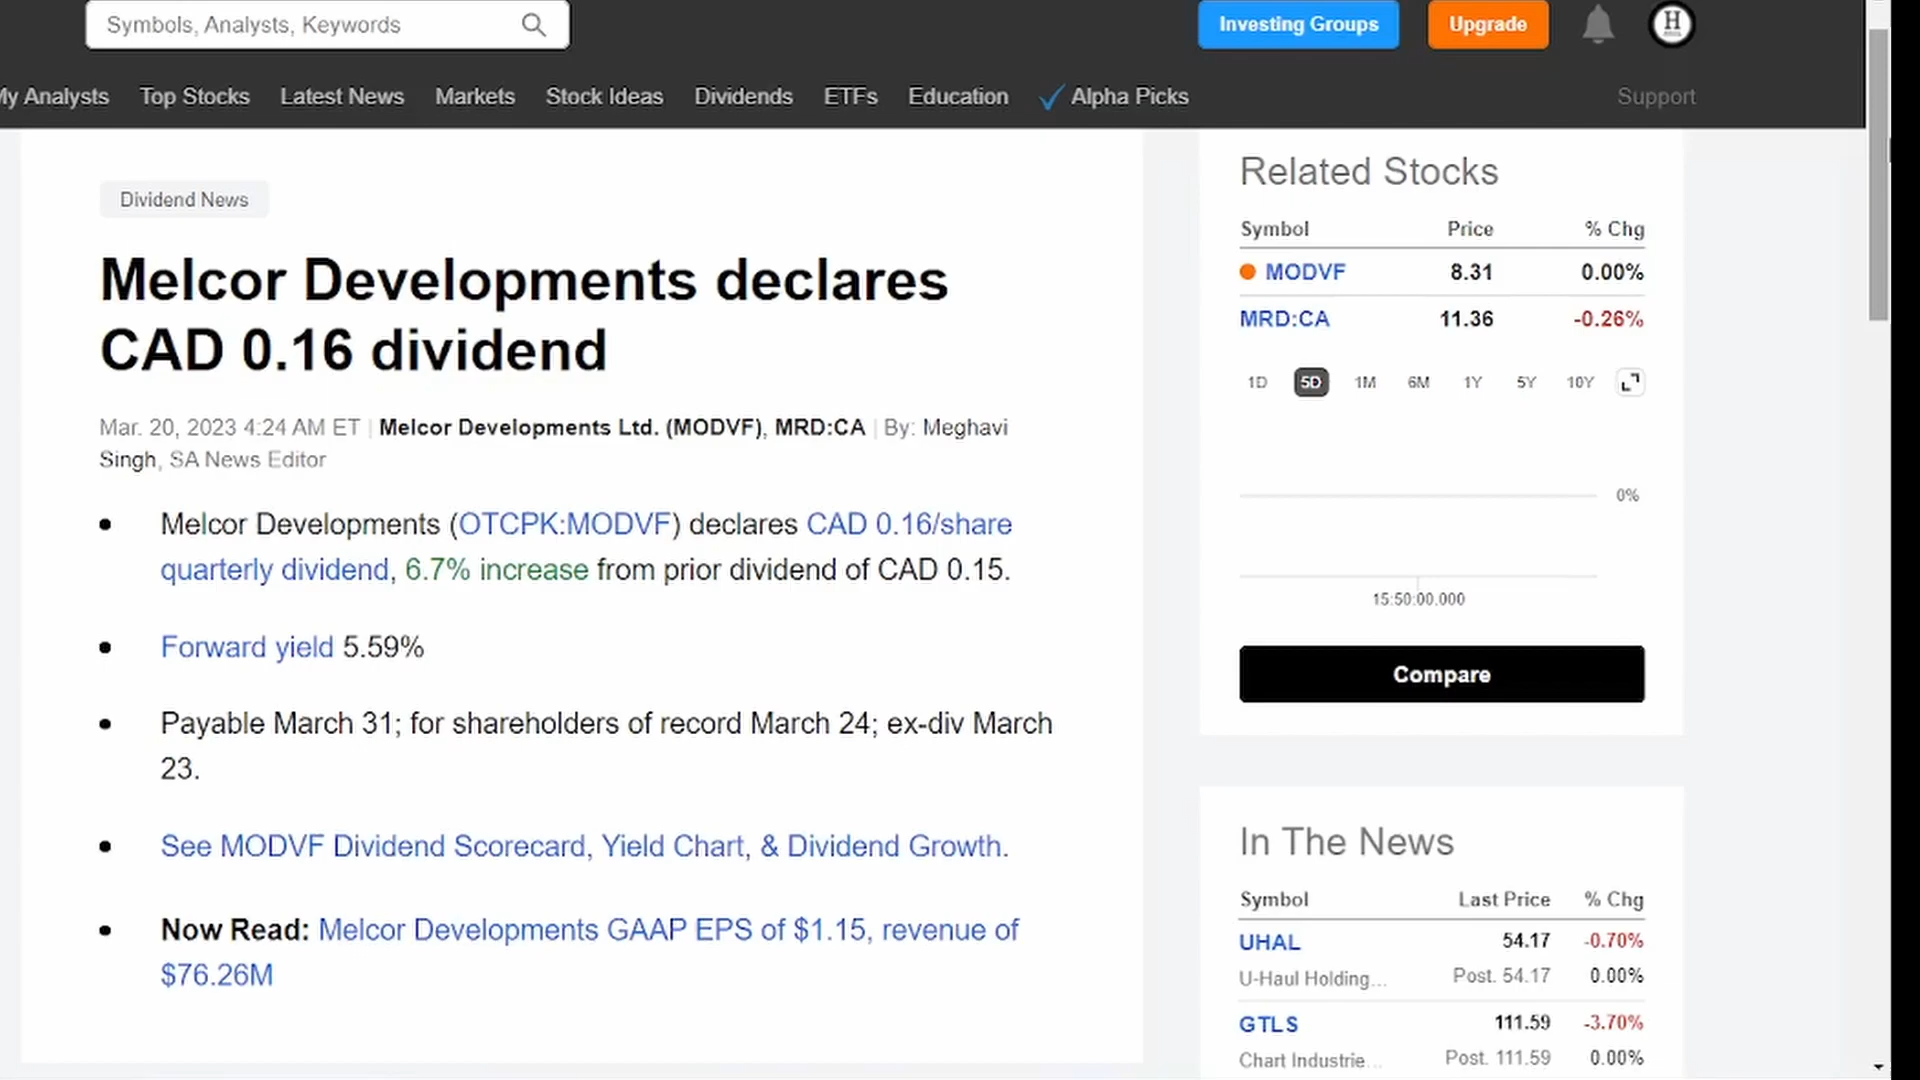 Symbols, Analysts, Keywords
Investing Groups
Upgrade
H
My Analysts Top Stocks Latest News Markets Stock Ideas Dividends ETFs Education Alpha Picks Support
Dividend News
Melcor Developments declares
CAD 0.16 dividend
Mar. 20, 2023 4:24 AM ET | Melcor Developments Ltd. (MODVF), MRD:CA | By: Meghavi
Singh, SA News Editor
• Melcor Developments (OTCPK:MODVF) declares CAD 0.16/share
quarterly dividend, 6.7% increase from prior dividend of CAD 0.15.
• Forward yield 5.59%
• Payable March 31; for shareholders of record March 24; ex-div March
23.
• See MODVF Dividend Scorecard, Yield Chart, & Dividend Growth.
• Now Read: Melcor Developments GAAP EPS of $1.15, revenue of
$76.26M
Related Stocks
Symbol Price % Chg
MODVF 8.31 0.00%
MRD:CA 11.36 -0.26%
1D 5D 1M 6M 1Y 5Y 10Y
0%
15:50:00.000
Compare
In The News
Symbol Last Price % Chg
UHAL 54.17 -0.70%
U-Haul Holding... Post. 54.17 0.00%
GTLS 111.59 -3.70%
Chart Industrie... Post. 111.59 0.00%